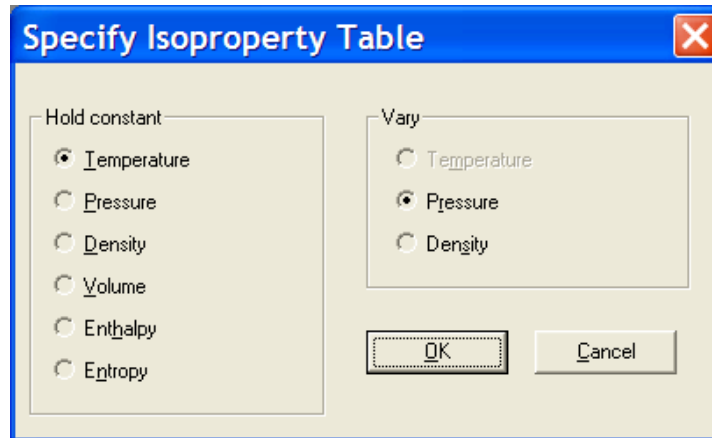 Specify Isoproperty Table
Hold constant
Temperature
Pressure
Density
Volume
Enthalpy
Entropy
Vary
Temperature
Pressure
Density
OK
Cancel